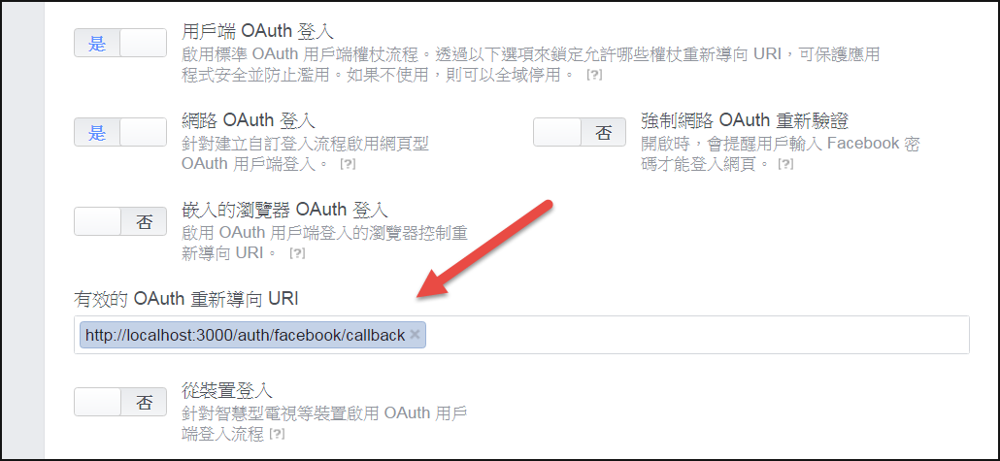 是
用戶端 OAuth 登入
啟用標準 OAuth 用戶端權杖流程。透過以下選項來鎖定允許哪些權杖重新導向 URI，可保護應用
程式安全並防止濫用。如果不使用，則可以全域停用。 [?]
是
網路 OAuth 登入
針對建立自訂登入流程啟用網頁型
OAuth 用戶端登入。 [?]
否
強制網路 OAuth 重新驗證
開啟時，會提醒用戶輸入 Facebook 密
碼才能登入網頁。 [?]
否
嵌入的瀏覽器 OAuth 登入
啟用 OAuth 用戶端登入的瀏覽器控制重
新導向 URI。 [?]
有效的 OAuth 重新導向 URI
http://localhost:3000/auth/facebook/callback ×
否
從裝置登入
針對智慧型電視等裝置啟用 OAuth 用戶
端登入流程 [?]